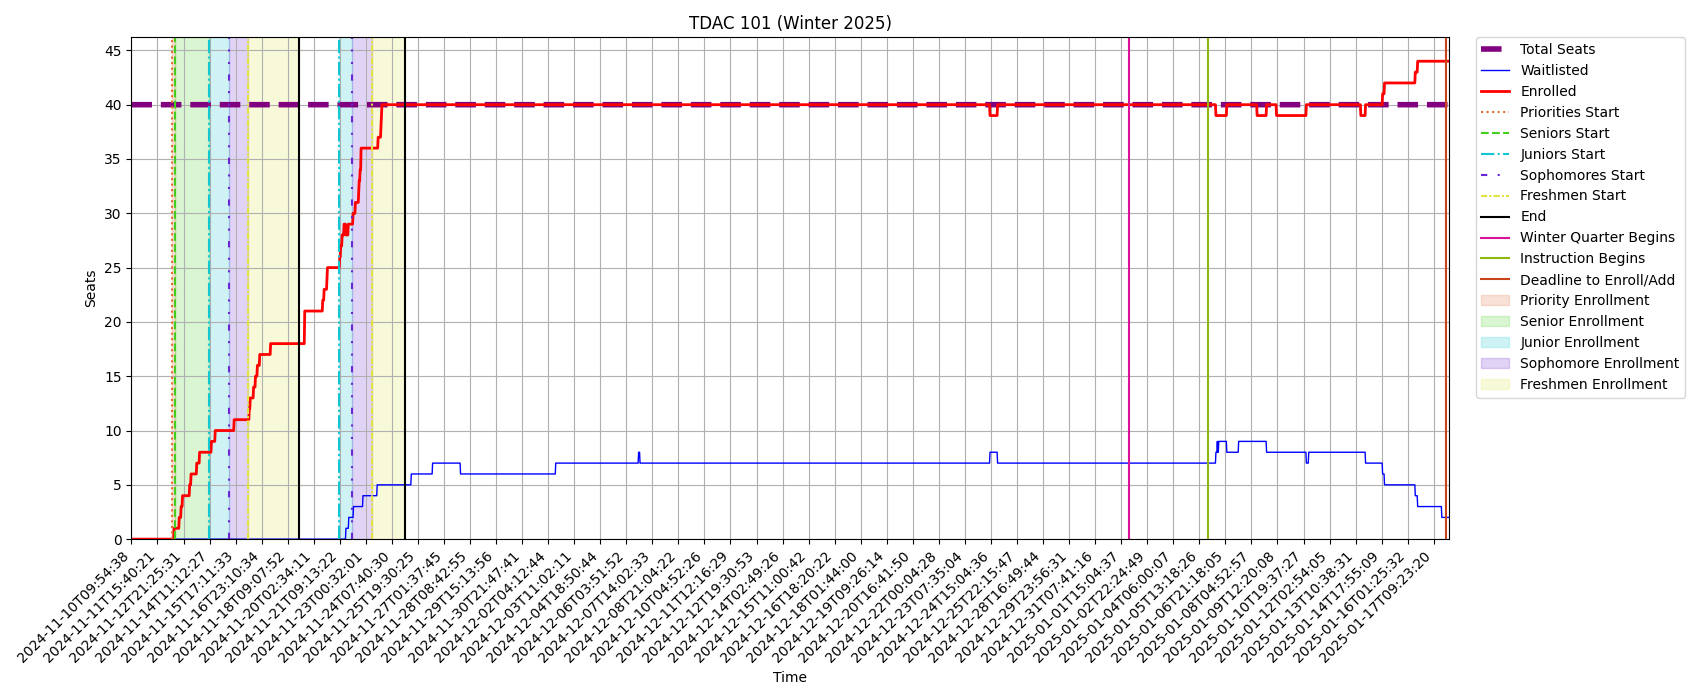 TDAC 101 (Winter 2025)
Seats
45
40
35
30
25
20
15
10
5
0
2024-11-10T09:54:38
2024-11-11T15:40:21
2024-11-12T21:25:31
2024-11-14T11:12:27
2024-11-15T17:11:33
2024-11-16T23:10:34
2024-11-18T09:07:52
2024-11-20T02:34:11
2024-11-21T09:13:22
2024-11-23T00:32:01
2024-11-24T07:40:30
2024-11-25T19:30:25
2024-11-27T01:37:45
2024-11-28T08:42:55
2024-11-29T15:13:56
2024-11-30T21:47:41
2024-12-02T04:12:44
2024-12-03T11:02:11
2024-12-04T18:50:44
2024-12-06T03:51:52
2024-12-07T14:02:33
2024-12-08T21:04:22
2024-12-10T04:52:26
2024-12-11T12:16:29
2024-12-12T19:30:53
2024-12-14T02:49:26
2024-12-15T11:00:42
2024-12-16T18:20:22
2024-12-18T01:44:00
2024-12-19T09:26:14
2024-12-20T16:41:50
2024-12-22T00:04:28
2024-12-23T07:35:04
2024-12-24T15:04:36
2024-12-25T22:15:47
2024-12-28T16:49:44
2024-12-29T23:56:31
2024-12-31T07:41:16
2025-01-01T15:04:37
2025-01-02T22:24:49
2025-01-04T06:00:07
2025-01-05T13:18:26
2025-01-06T21:18:05
2025-01-08T04:52:57
2025-01-09T12:20:08
2025-01-10T19:37:27
2025-01-12T02:54:05
2025-01-13T10:38:31
2025-01-14T17:55:09
2025-01-16T01:25:32
2025-01-17T09:23:20
Time
Total Seats
Waitlisted
Enrolled
Priorities Start
Seniors Start
Juniors Start
Sophomores Start
Freshmen Start
End
Winter Quarter Begins
Instruction Begins
Deadline to Enroll/Add
Priority Enrollment
Senior Enrollment
Junior Enrollment
Sophomore Enrollment
Freshmen Enrollment